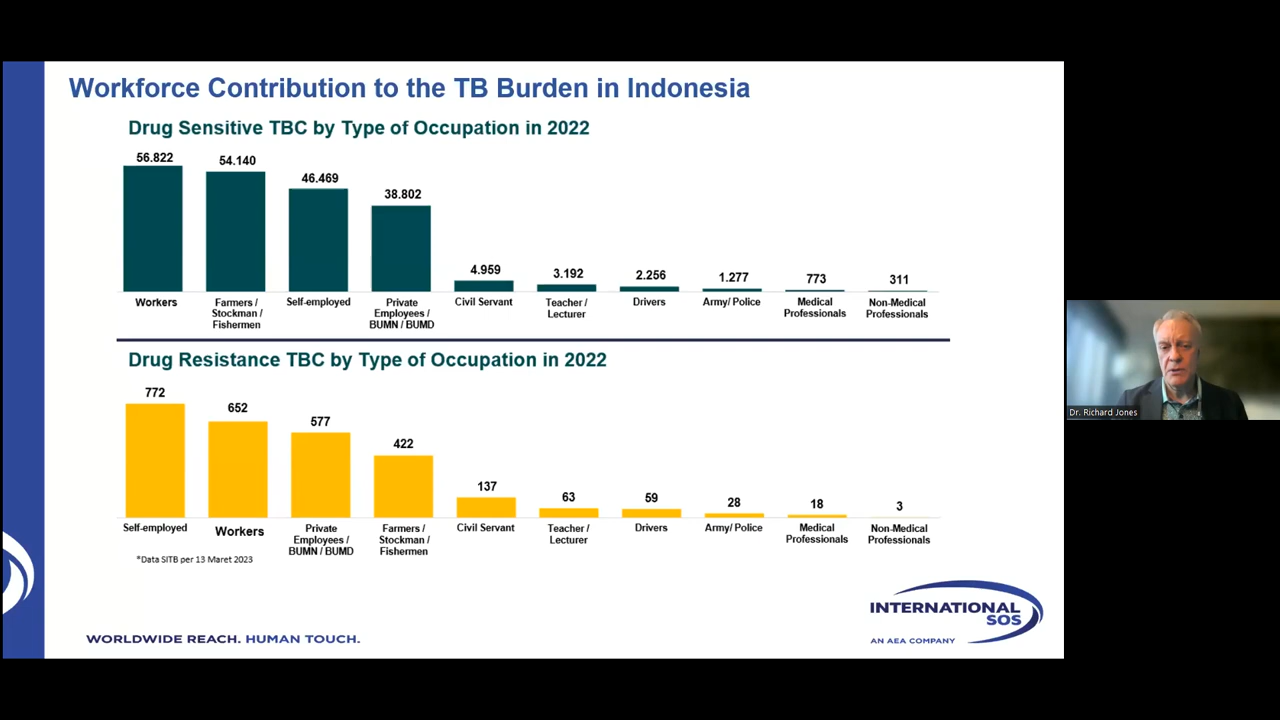 Workforce Contribution to the TB Burden in Indonesia
Drug Sensitive TBC by Type of Occupation in 2022
56.822
54.140
46.469
38.802
4.959
3.192
2.256
1.277
773
311
Workers
Farmers /
Stockman /
Fishermen
Self-employed
Private
Employees /
BUMN / BUMD
Civil Servant
Teacher /
Lecturer
Drivers
Army/ Police
Medical
Professionals
Non-Medical
Professionals
Drug Resistance TBC by Type of Occupation in 2022
772
652
577
422
137
63
59
28
18
3
Self-employed
Workers
Private
Employees /
BUMN / BUMD
Farmers /
Stockman /
Fishermen
Civil Servant
Teacher /
Lecturer
Drivers
Army/ Police
Medical
Professionals
Non-Medical
Professionals
*Data SITB per 13 Maret 2023
WORLDWIDE REACH. HUMAN TOUCH.
INTERNATIONAL
SOS
AN AEA COMPANY
Dr. Richard Jones